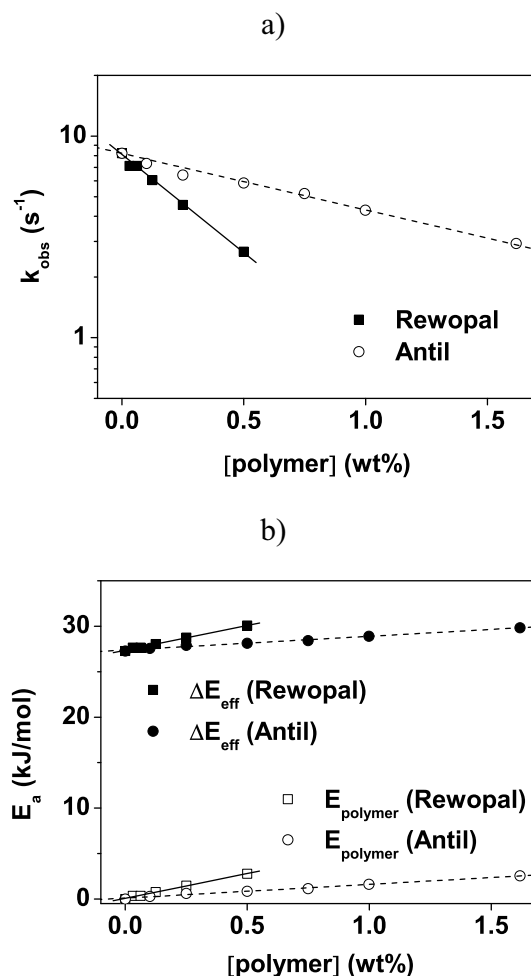 a)
10
1
k_obs (s⁻¹)
Rewopal
Antil
0.0 0.5 1.0 1.5
[polymer] (wt%)
b)
30
20
10
0
E_a (kJ/mol)
ΔE_eff (Rewopal)
ΔE_eff (Antil)
E_polymer (Rewopal)
E_polymer (Antil)
0.0 0.5 1.0 1.5
[polymer] (wt%)